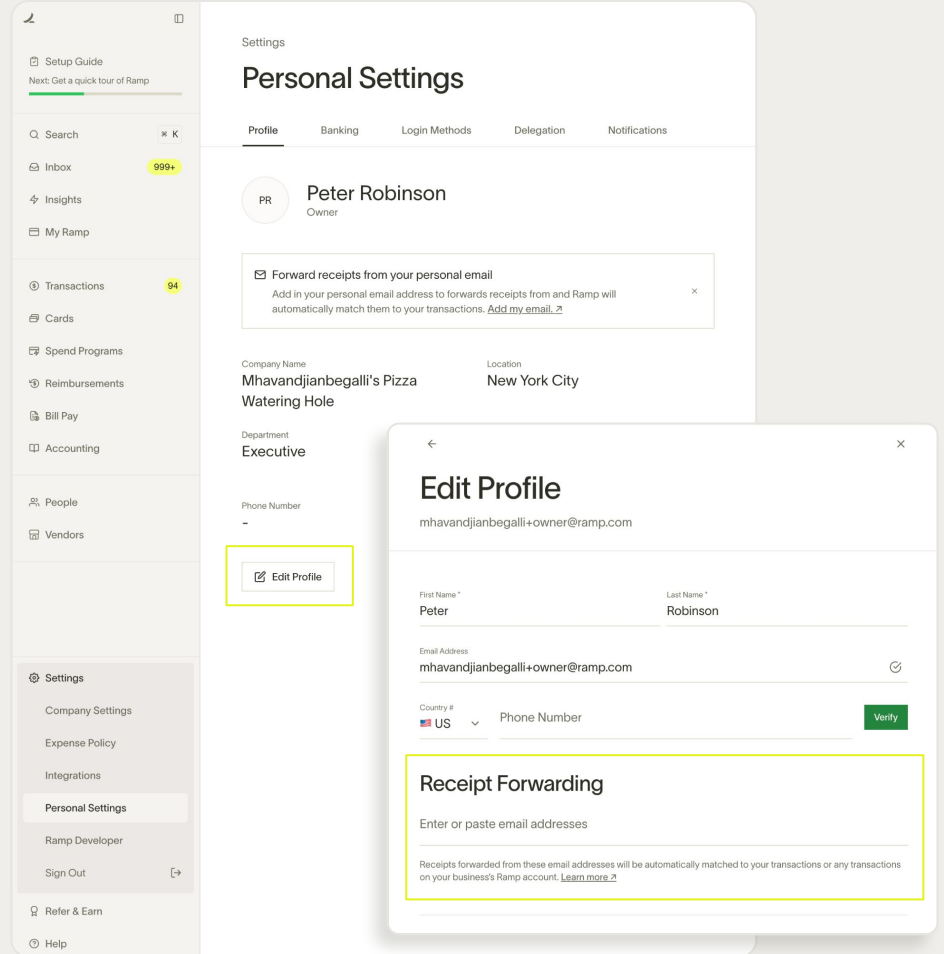 Setup Guide
Next: Get a quick tour of Ramp
Search ⌘ K
Inbox 999+
Insights
My Ramp
Transactions 94
Cards
Spend Programs
Reimbursements
Bill Pay
Accounting
People
Vendors
Settings
Company Settings
Expense Policy
Integrations
Personal Settings
Ramp Developer
Sign Out
Refer & Earn
Help
Settings
Personal Settings
Profile Banking Login Methods Delegation Notifications
PR
Peter Robinson
Owner
Forward receipts from your personal email
Add in your personal email address to forwards receipts from and Ramp will
automatically match them to your transactions. Add my email. ↗
Company Name
Mhavandjianbegalli's Pizza
Watering Hole
Location
New York City
Department
Executive
Phone Number
-
Edit Profile
Edit Profile
mhavandjianbegalli+owner@ramp.com
First Name *
Peter
Last Name *
Robinson
Email Address
mhavandjianbegalli+owner@ramp.com
Country #
US
Phone Number
Verify
Receipt Forwarding
Enter or paste email addresses
Receipts forwarded from these email addresses will be automatically matched to your transactions or any transactions
on your business's Ramp account. Learn more ↗